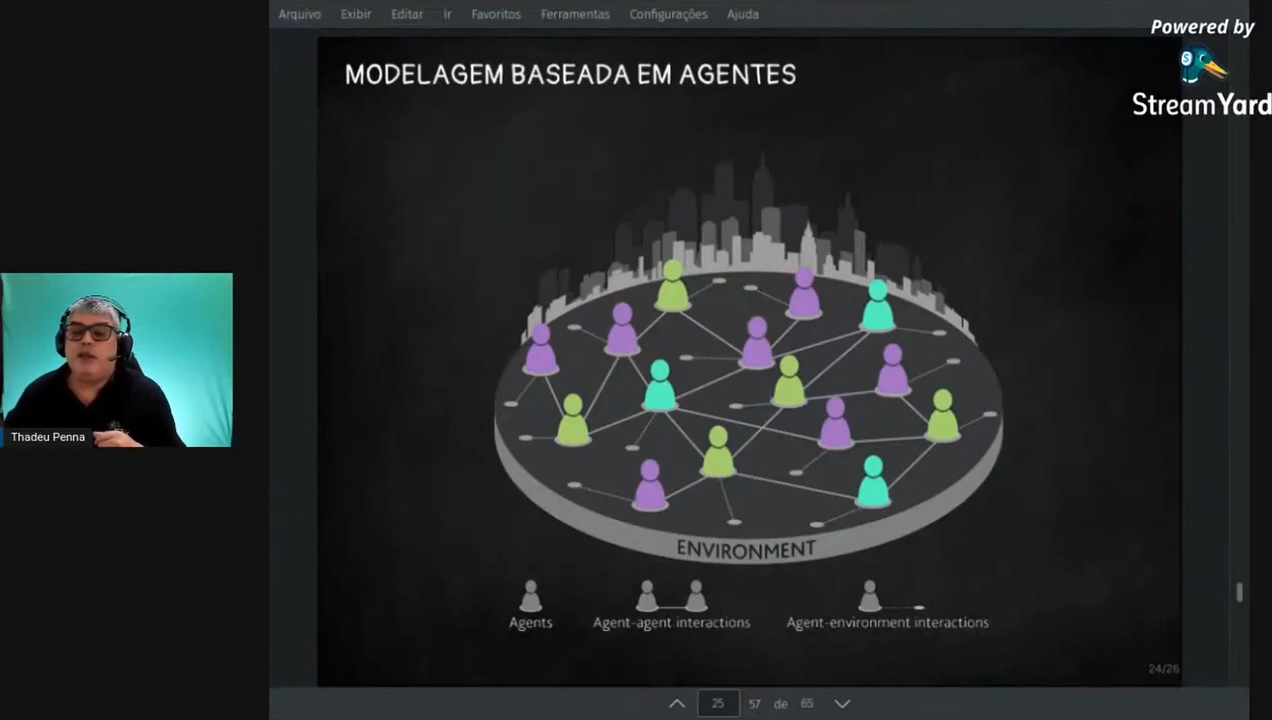 Arquivo Exibir Editar Ir Favoritos Ferramentas Configurações Ajuda
Powered by
StreamYard
MODELAGEM BASEADA EM AGENTES
Thadeu Penna
ENVIRONMENT
Agents Agent-agent interactions Agent-environment interactions
24/26
25 57 de 65